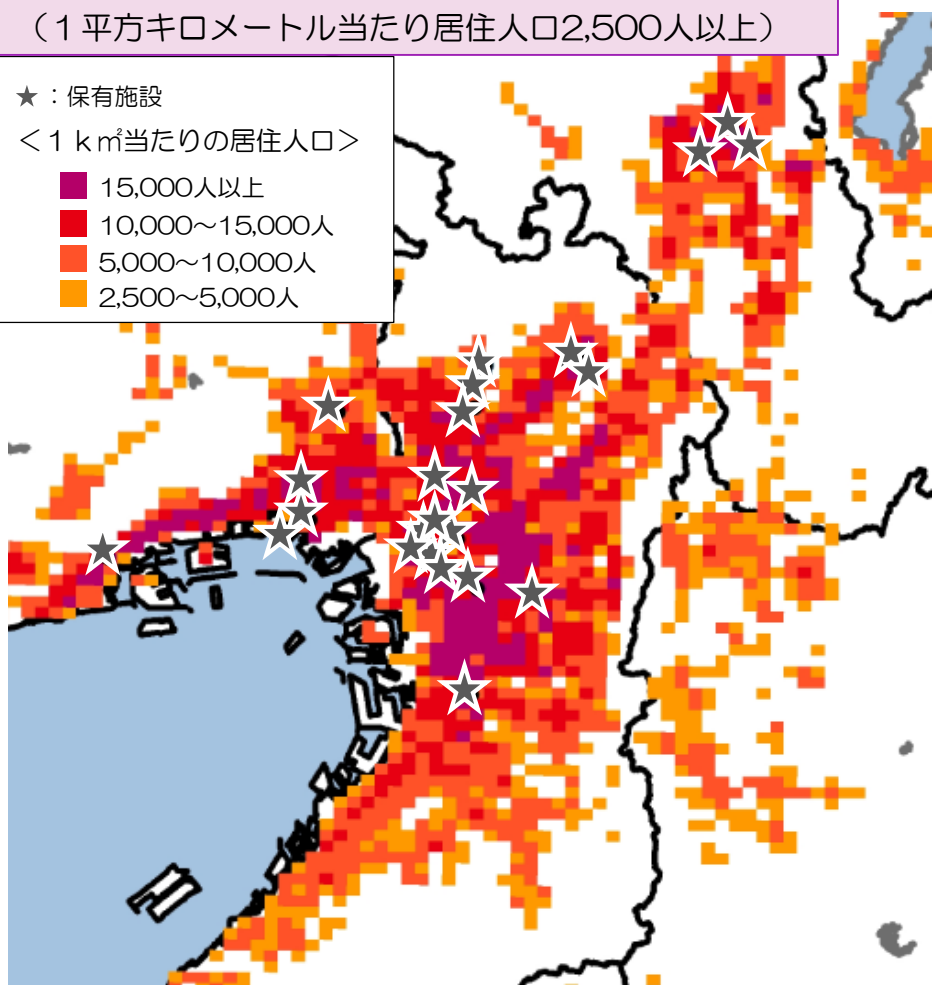 （１平方キロメートル当たり居住人口2,500人以上）
★：保有施設
＜１ｋ㎡当たりの居住人口＞
15,000人以上
10,000～15,000人
5,000～10,000人
2,500～5,000人